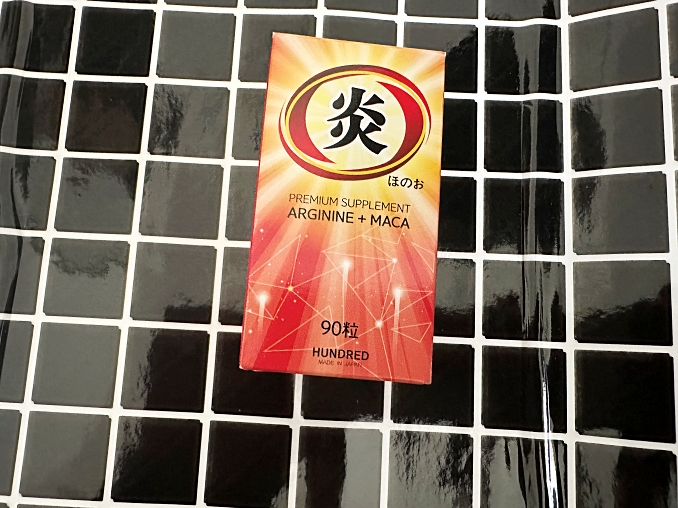 炎
ほのお
PREMIUM SUPPLEMENT
ARGININE + MACA
90粒
HUNDRED
MADE IN JAPAN